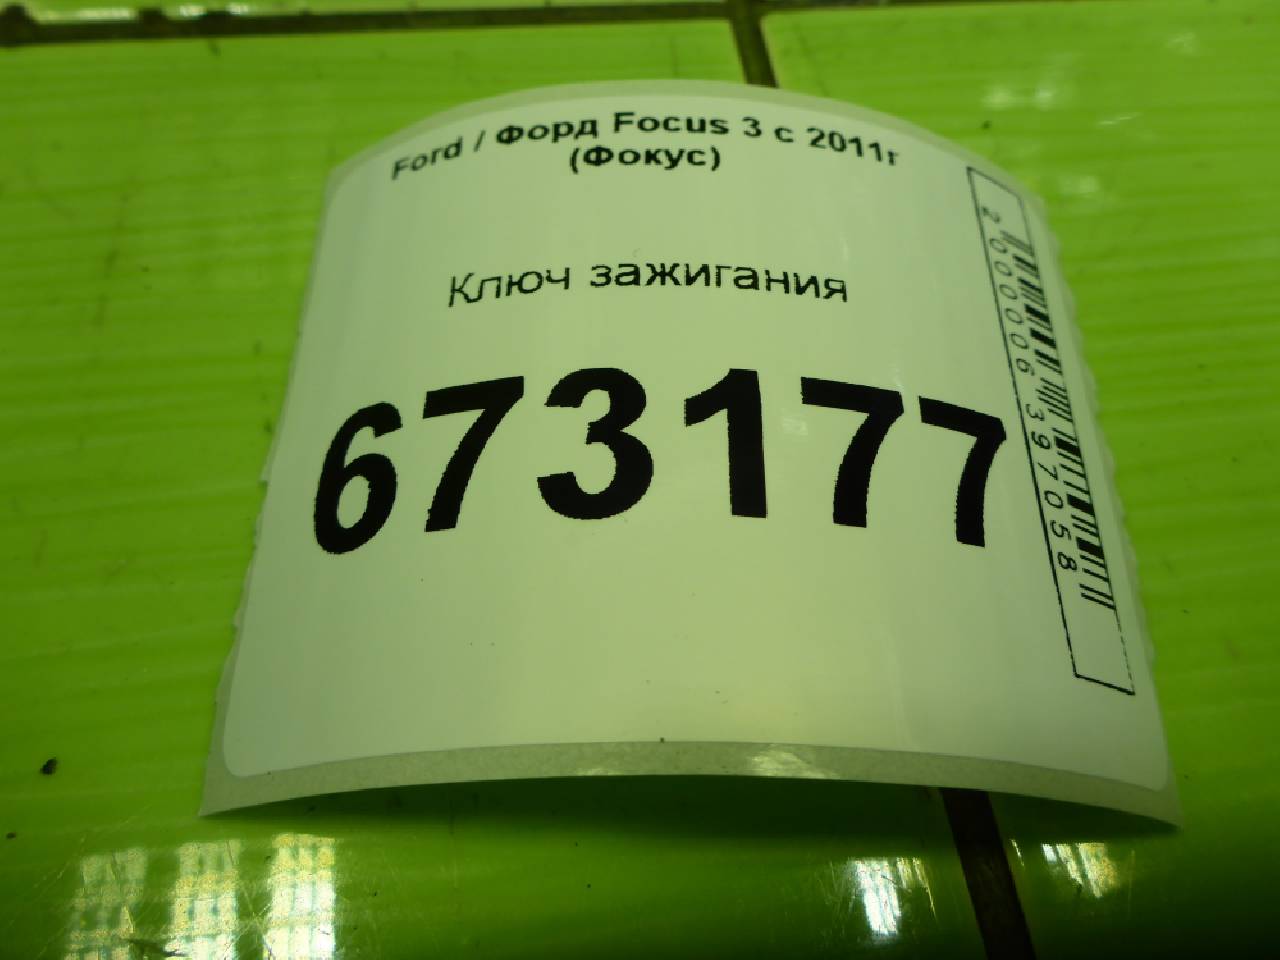 Ford / Форд Focus 3 с 2011г
(Фокус)
Ключ зажигания
673177
2000006397058